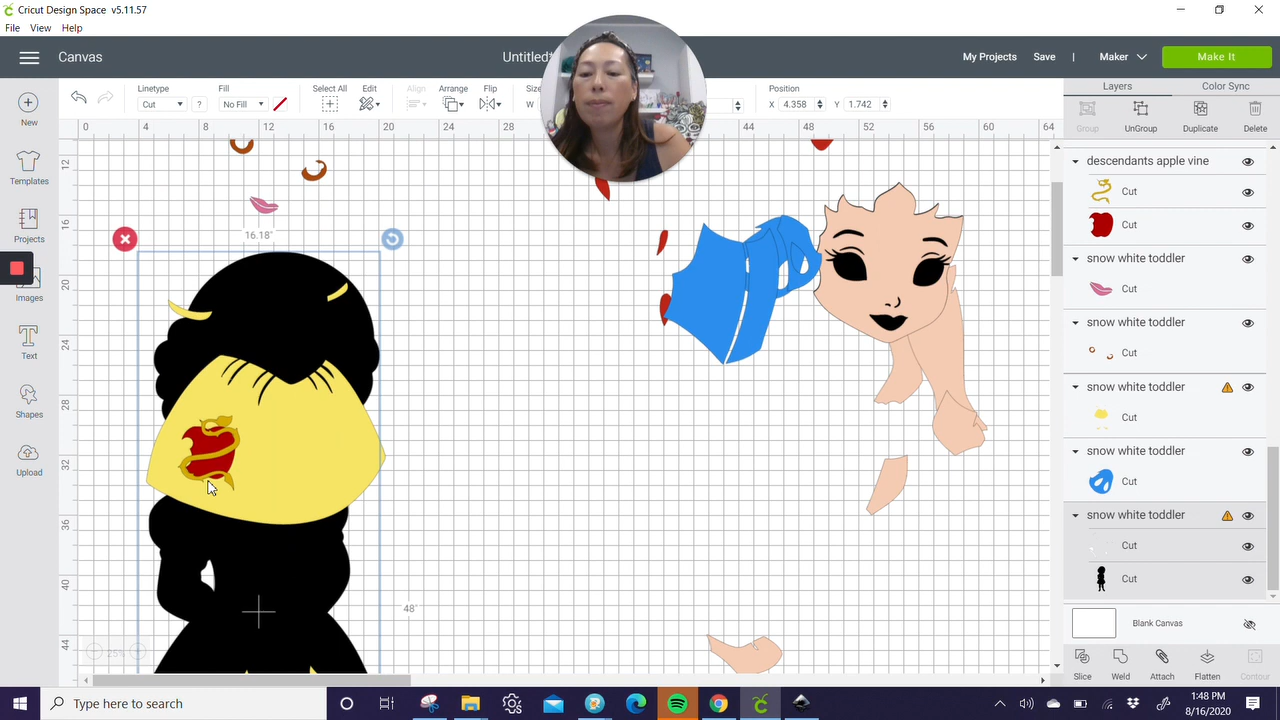 Cricut Design Space v5.11.57
File View Help
Canvas
Untitled*
My Projects Save | Maker Make It
Linetype Fill Select All Edit Align Arrange Flip Position
Cut ? No Fill W X 4.358 Y 1.742
Layers Color Sync
Group UnGroup Duplicate Delete
0 4 8 12 16 20 24 28 44 48 52 56 60 64
12
16
20
24
28
32
36
40
44
New
Templates
Projects
Images
Text
Shapes
Upload
16.18"
48"
25%
descendants apple vine
Cut
Cut
snow white toddler
Cut
snow white toddler
Cut
snow white toddler
Cut
snow white toddler
Cut
snow white toddler
Cut
Cut
Blank Canvas
Slice Weld Attach Flatten Contour
Type here to search
1:48 PM
8/16/2020